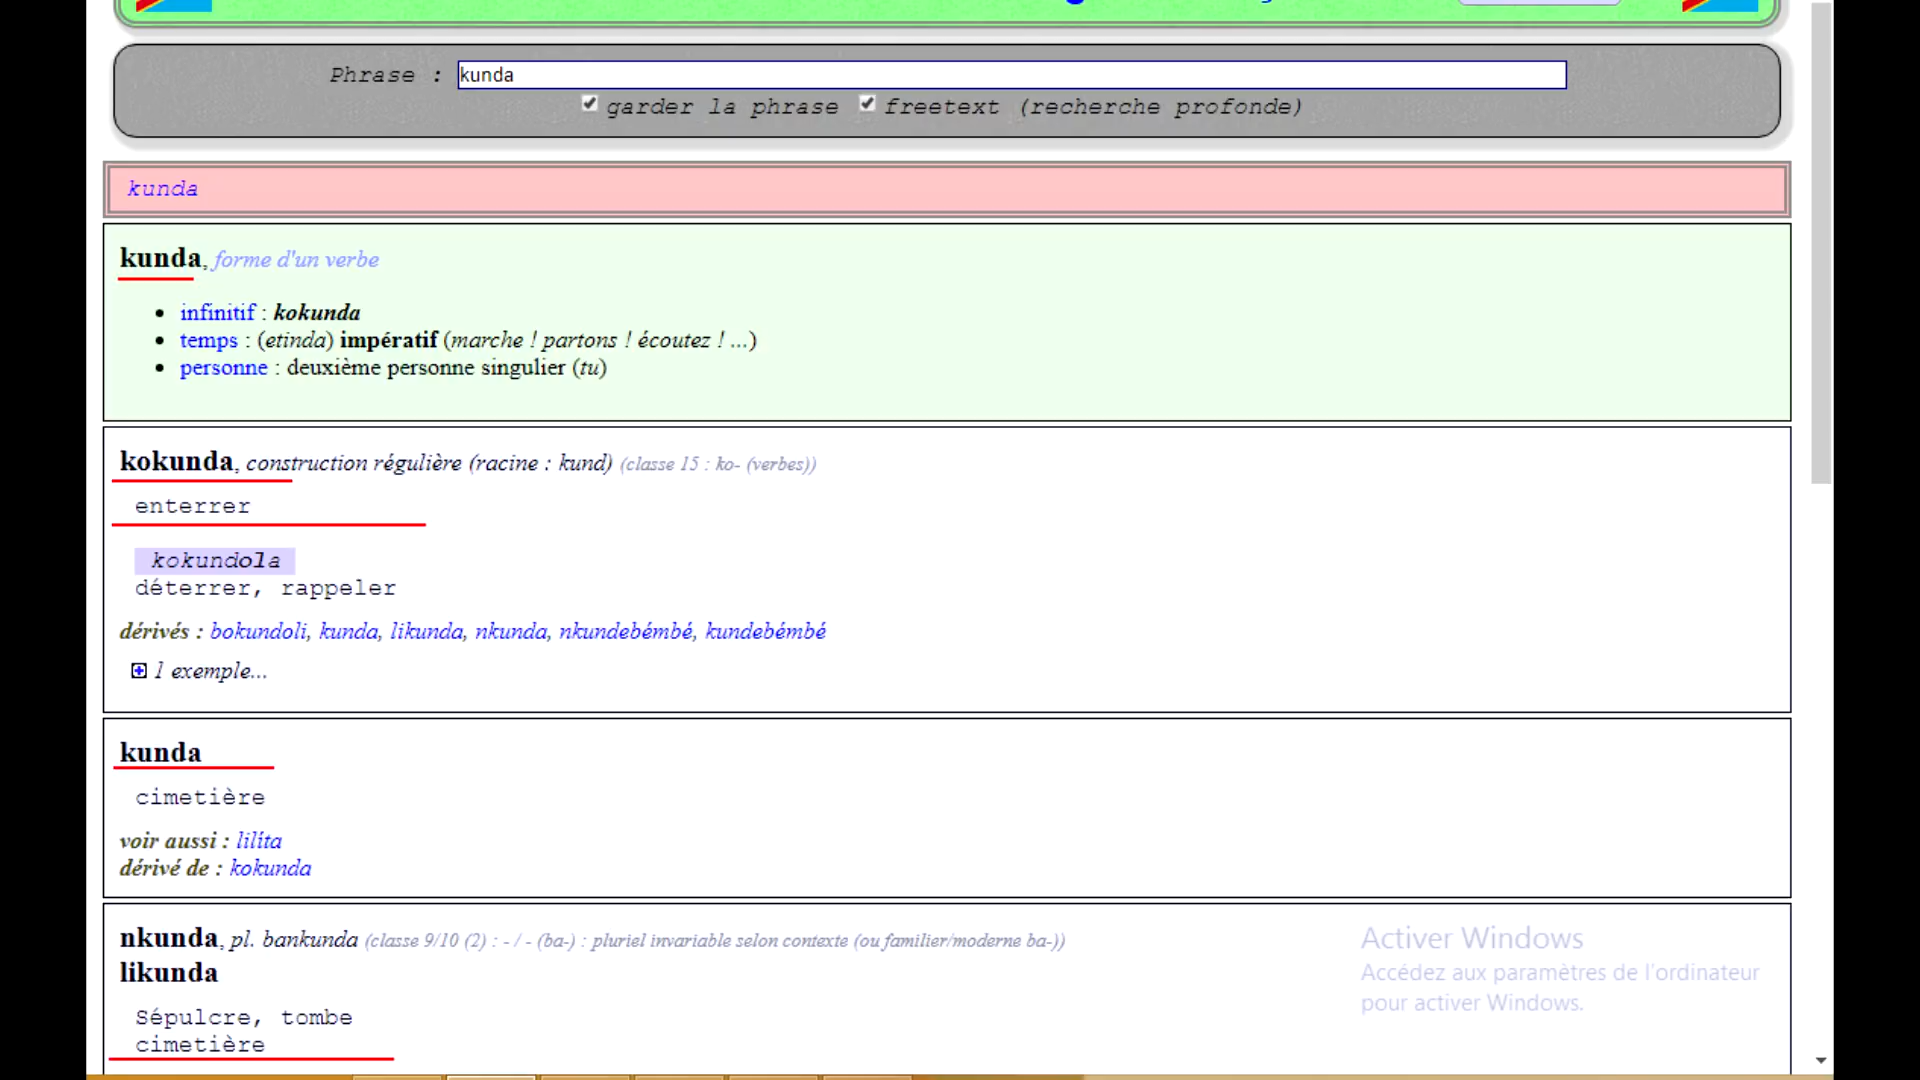 Phrase : kunda
garder la phrase freetext (recherche profonde)
kunda
kunda, forme d'un verbe
infinitif : kokunda
temps : (etinda) impératif (marche ! partons ! écoutez ! ...)
personne : deuxième personne singulier (tu)
kokunda, construction régulière (racine : kund) (classe 15 : ko- (verbes))
enterrer
kokundola
déterrer, rappeler
dérivés : bokundoli, kunda, likunda, nkunda, nkundebémbé, kundebémbé
1 exemple...
kunda
cimetière
voir aussi : lilíta
dérivé de : kokunda
nkunda, pl. bankunda (classe 9/10 (2) : - / - (ba-) : pluriel invariable selon contexte (ou familier/moderne ba-))
likunda
Sépulcre, tombe
cimetière
Activer Windows
Accédez aux paramètres de l'ordinateur
pour activer Windows.